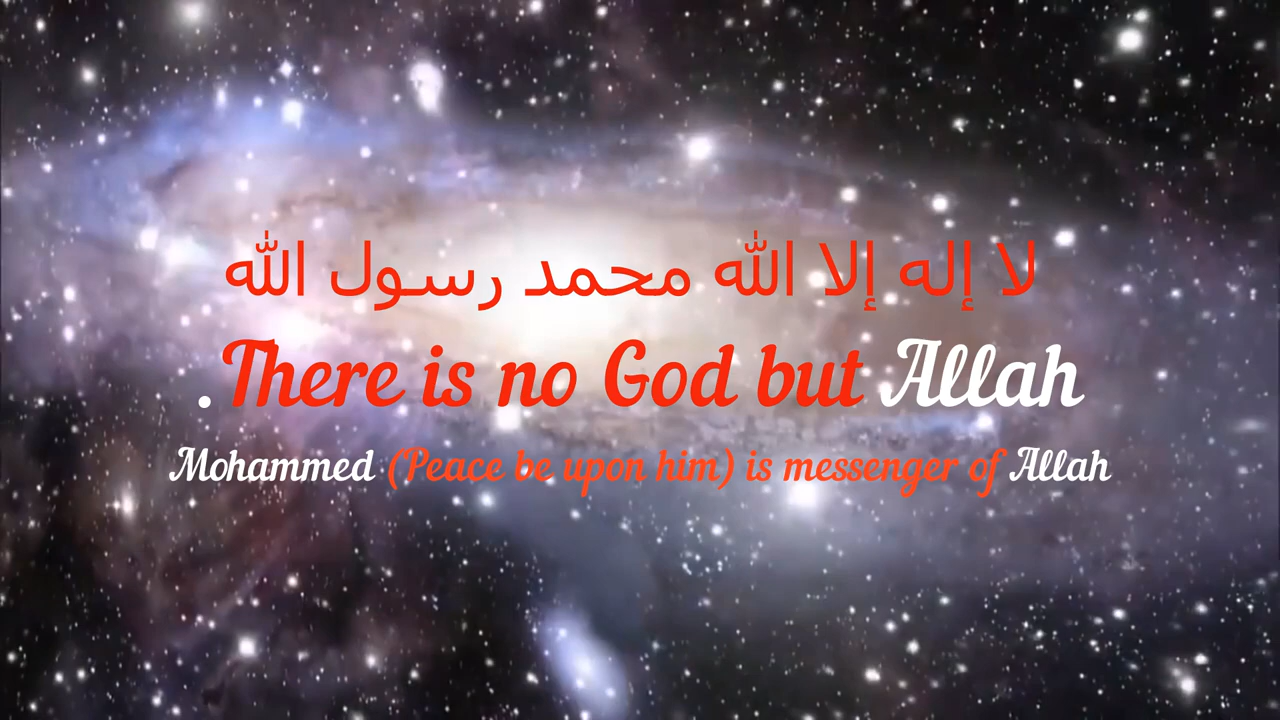 لا إله إلا الله محمد رسول الله
.There is no God but Allah
Mohammed (Peace be upon him) is messenger of Allah